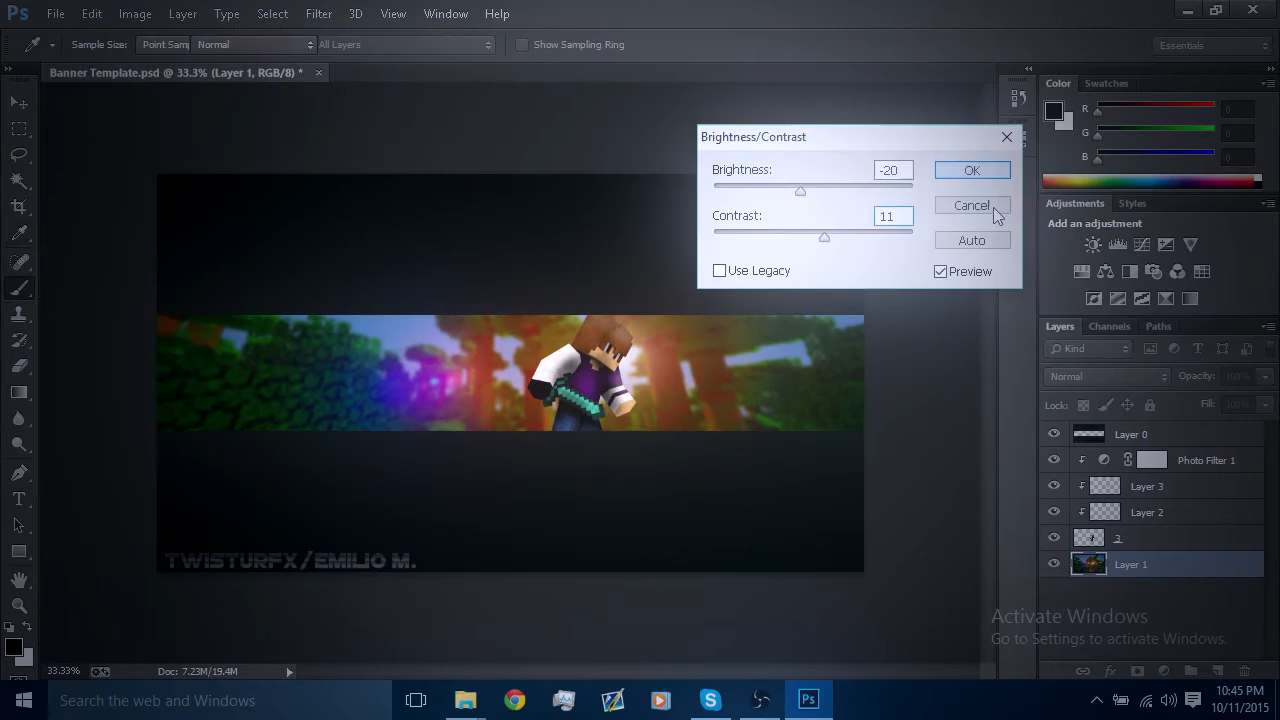 Ps File Edit Image Layer Type Select Filter 3D View Window Help
Sample Size: Point Samp Normal All Layers Show Sampling Ring Essentials
Banner Template.psd @ 33.3% (Layer 1, RGB/8) * ×
Color Swatches
R 0
G 0
B 0
Brightness/Contrast
Brightness: -20 OK
Cancel
Contrast: 11
Auto
Use Legacy Preview
Adjustments Styles
Add an adjustment
Layers Channels Paths
Kind
Normal Opacity: 100%
Lock: Fill: 100%
Layer 0
Photo Filter 1
Layer 3
Layer 2
3
Layer 1
TWISTURFX/EMILIO M.
Activate Windows
Go to Settings to activate Windows.
33.33% Doc: 7.23M/19.4M
Search the web and Windows
10:45 PM
10/11/2015